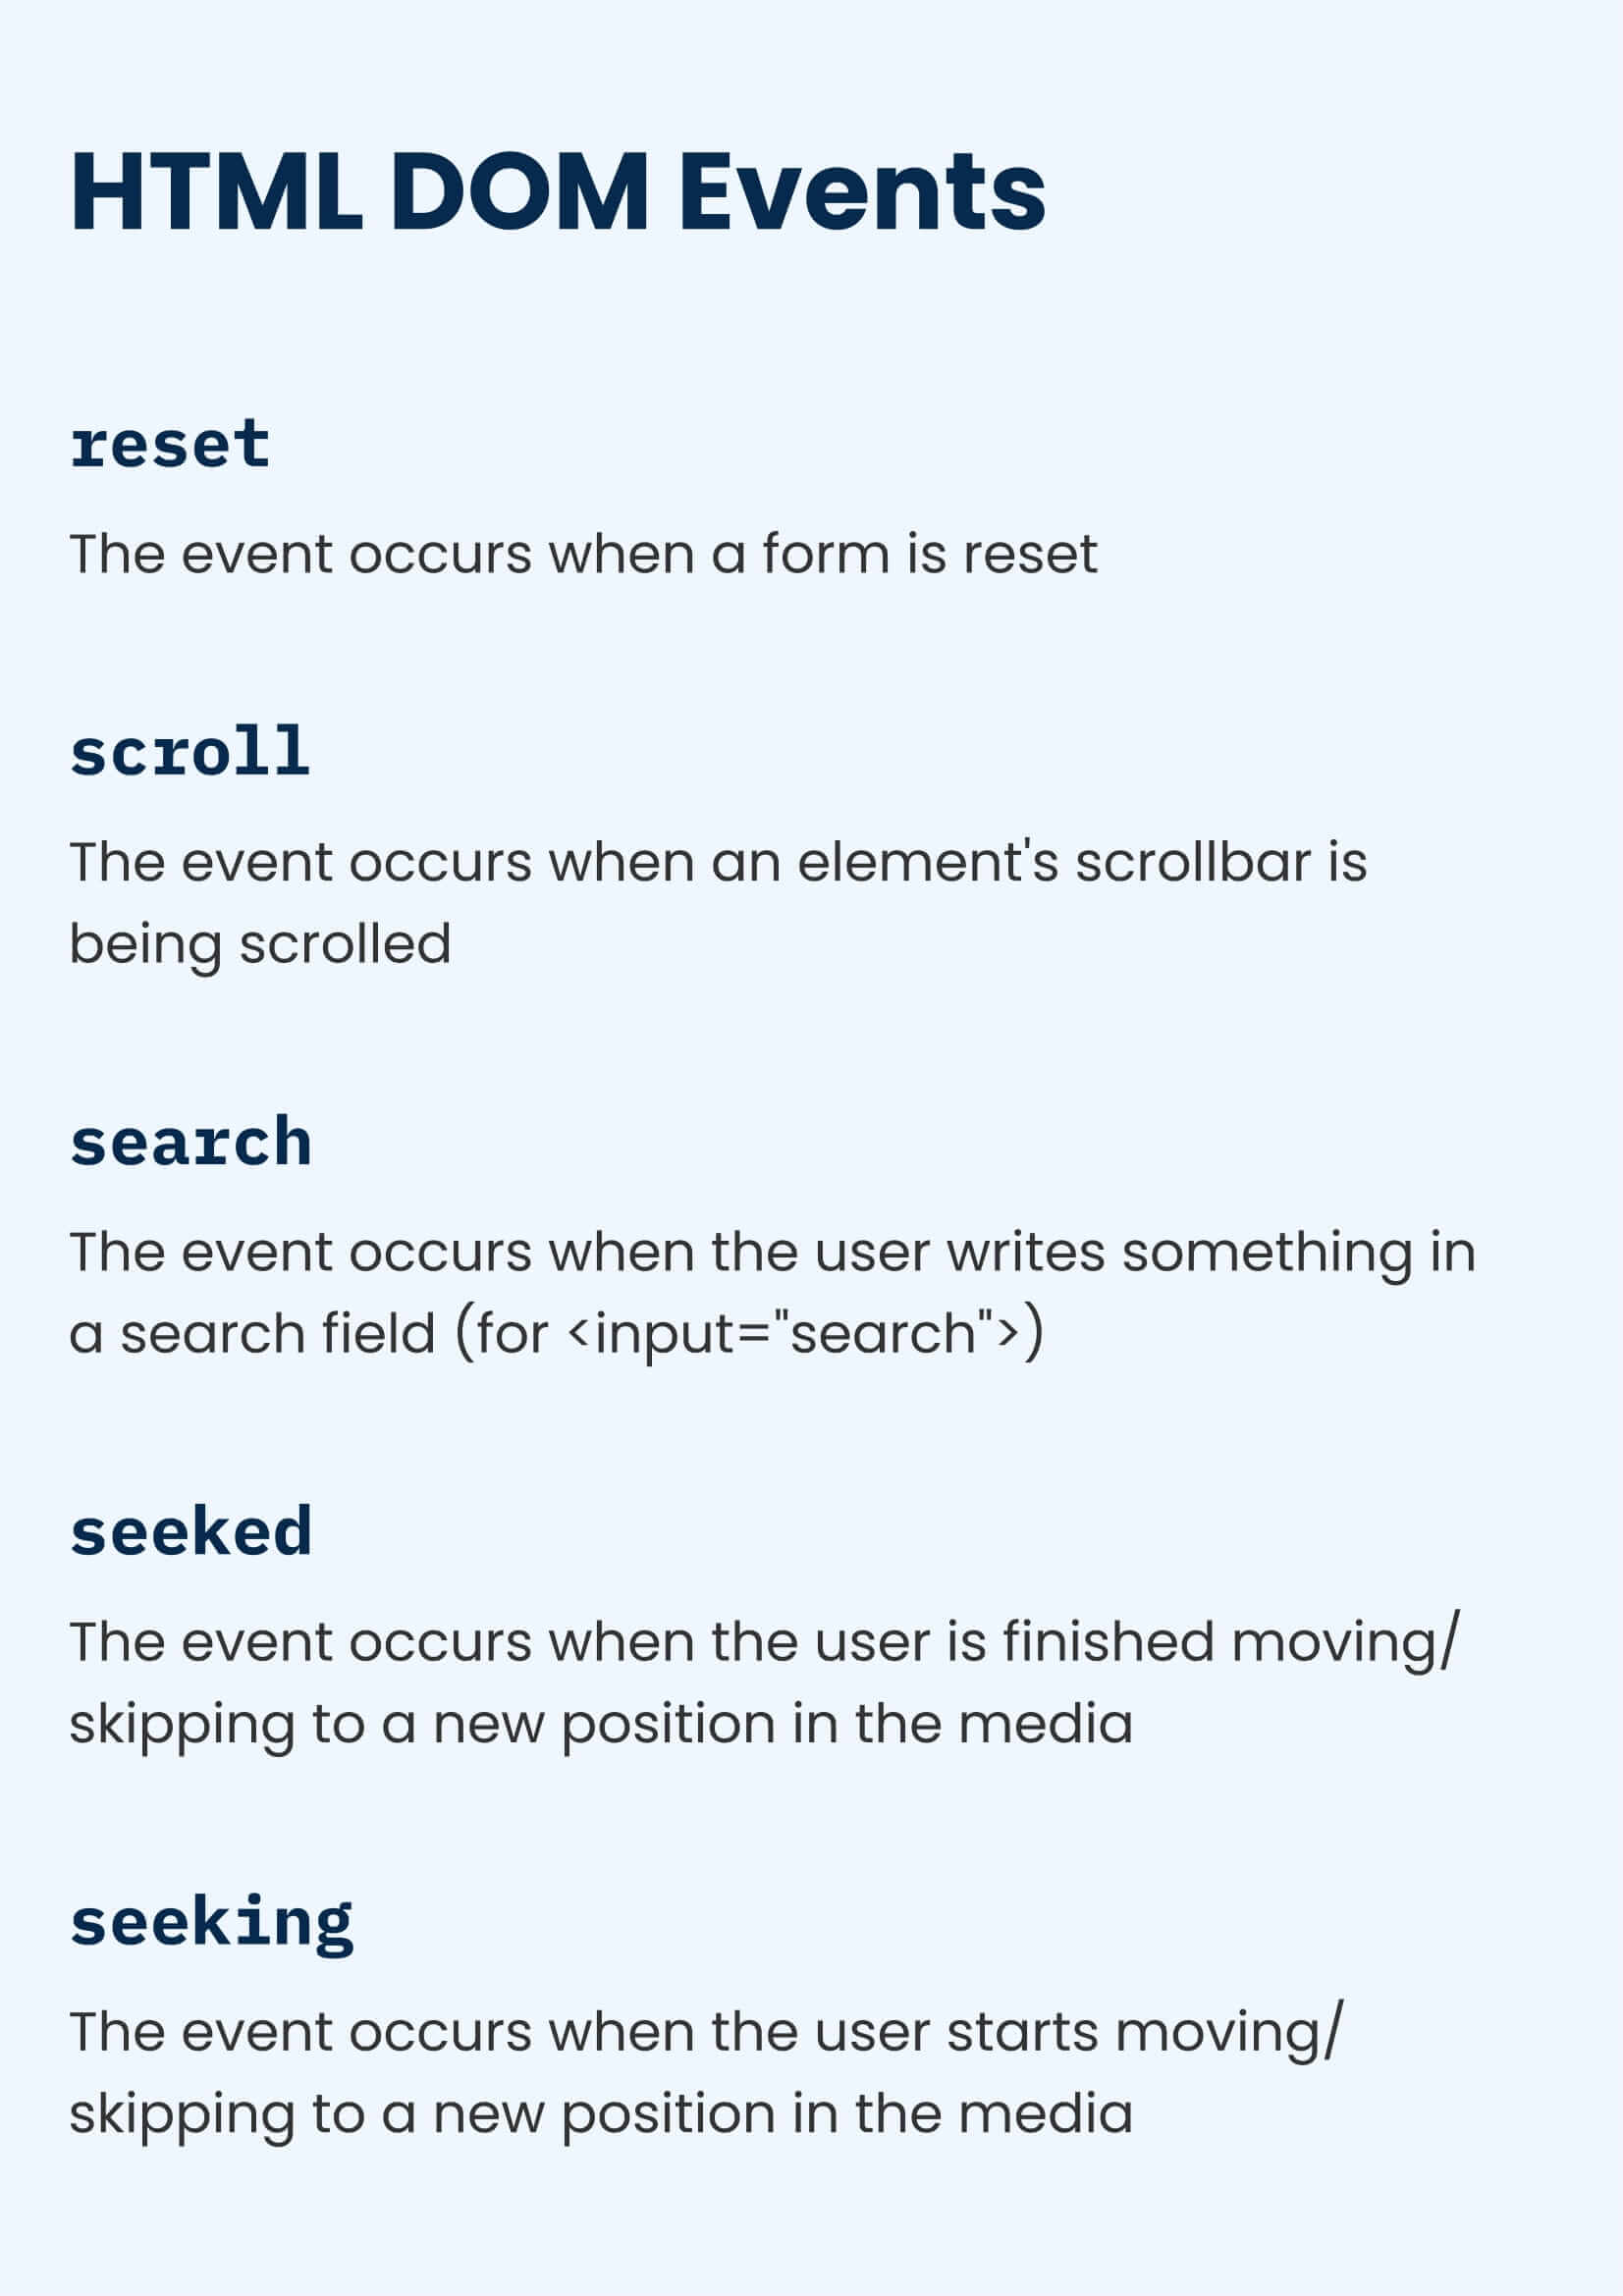 HTML DOM Events
reset
The event occurs when a form is reset
scroll
The event occurs when an element's scrollbar is
being scrolled
search
The event occurs when the user writes something in
a search field (for <input="search">)
seeked
The event occurs when the user is finished moving/
skipping to a new position in the media
seeking
The event occurs when the user starts moving/
skipping to a new position in the media